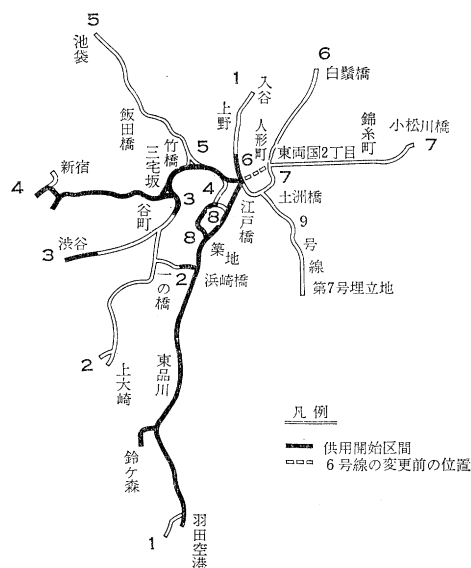 5
池袋
6
白鬚橋
1
入谷
上野
飯田橋
人形町
錦糸町
小松川橋
7
竹橋
5
6
東両国2丁目
三宅坂
新宿
4
4
7
3
8
江戸橋
土洲橋
谷町
渋谷
3
8
築地
9号線
2
浜崎橋
第7号埋立地
一の橋
2
上大崎
東品川
鈴ケ森
1
羽田空港
凡例
供用開始区間
6号線の変更前の位置